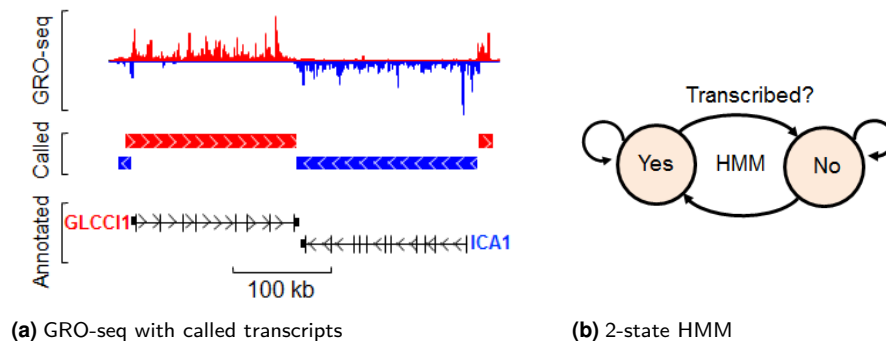 GRO-seq
Called
Annotated
GLCCI1
ICA1
100 kb
(a) GRO-seq with called transcripts
Transcribed?
Yes
HMM
No
(b) 2-state HMM